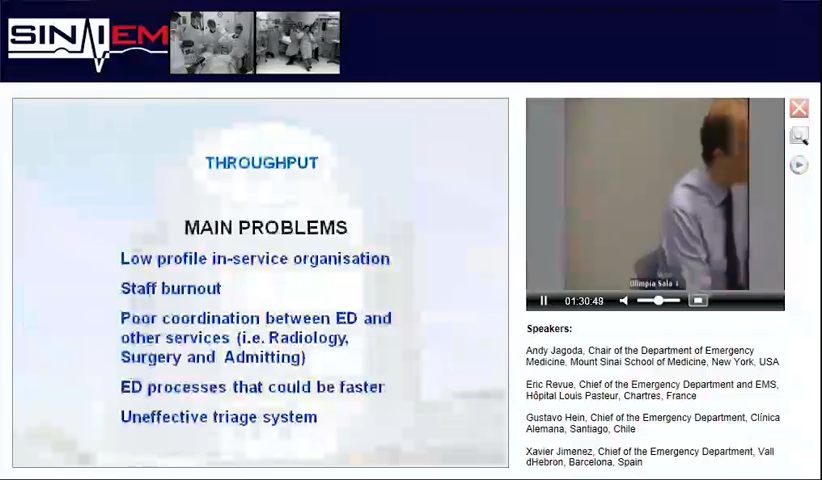 SINAIEM
THROUGHPUT
MAIN PROBLEMS
Low profile in-service organisation
Staff burnout
Poor coordination between ED and
other services (i.e. Radiology,
Surgery and Admitting)
ED processes that could be faster
Uneffective triage system
Olimpia Sala 1
01:30:49
Speakers:
Andy Jagoda, Chair of the Department of Emergency
Medicine, Mount Sinai School of Medicine, New York, USA
Eric Revue, Chief of the Emergency Department and EMS,
Hôpital Louis Pasteur, Chartres, France
Gustavo Hein, Chief of the Emergency Department, Clínica
Alemana, Santiago, Chile
Xavier Jimenez, Chief of the Emergency Department, Vall
dHebron, Barcelona, Spain